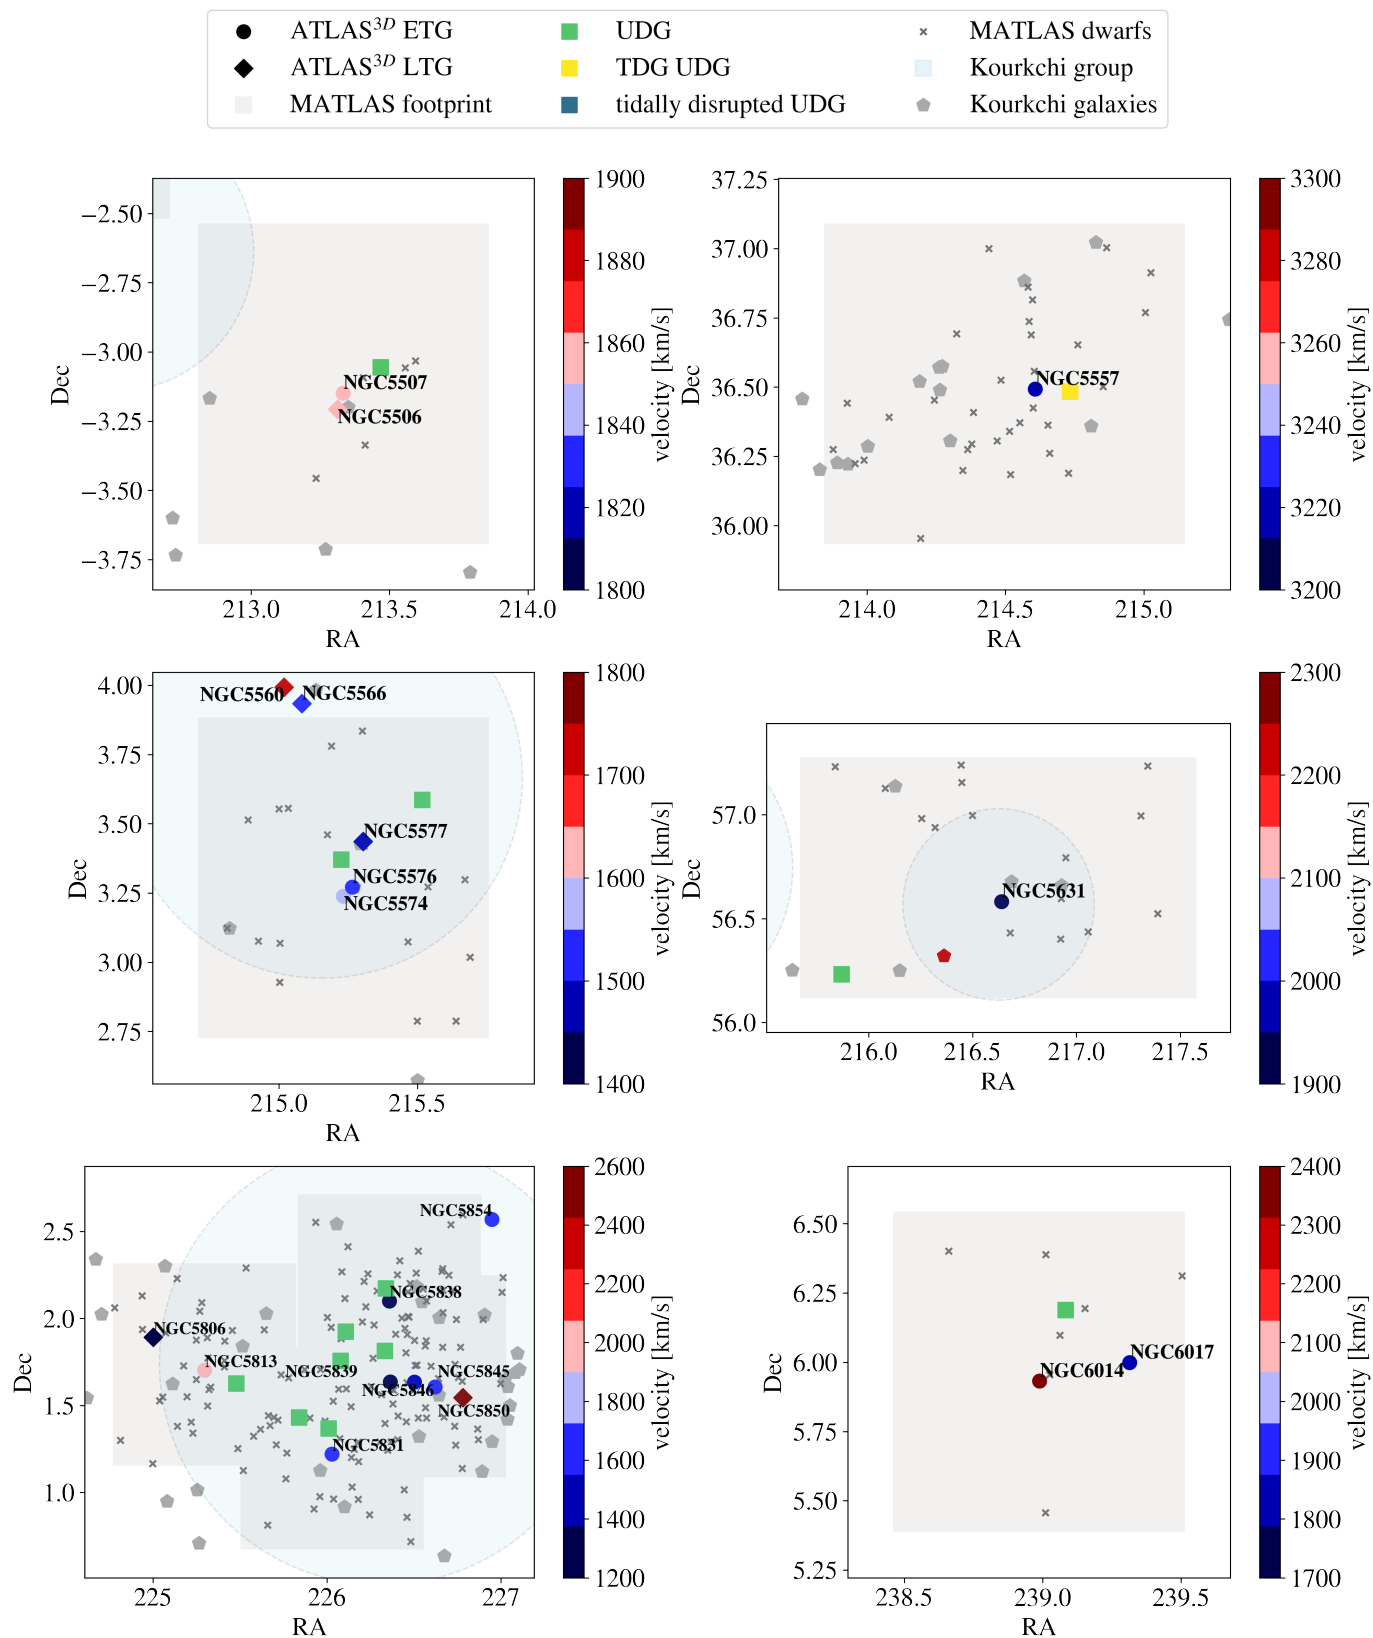 ATLAS3D ETG
UDG
MATLAS dwarfs
ATLAS3D LTG
TDG UDG
Kourkchi group
MATLAS footprint
tidally disrupted UDG
Kourkchi galaxies
−2.50
−2.75
−3.00
−3.25
−3.50
−3.75
Dec
NGC5507
NGC5506
213.0 213.5 214.0
RA
1900
1880
1860
1840
1820
1800
velocity [km/s]
37.25
37.00
36.75
36.50
36.25
36.00
Dec
NGC5557
214.0 214.5 215.0
RA
3300
3280
3260
3240
3220
3200
velocity [km/s]
4.00
3.75
3.50
3.25
3.00
2.75
Dec
NGC5560 NGC5566
NGC5577
NGC5576
NGC5574
215.0 215.5
RA
1800
1700
1600
1500
1400
velocity [km/s]
57.0
56.5
56.0
Dec
NGC5631
216.0 216.5 217.0 217.5
RA
2300
2200
2100
2000
1900
velocity [km/s]
2.5
2.0
1.5
1.0
Dec
NGC5854
NGC5838
NGC5806
NGC5813
NGC5839
NGC5845
NGC5846
NGC5850
NGC5831
225 226 227
RA
2600
2400
2200
2000
1800
1600
1400
1200
velocity [km/s]
6.50
6.25
6.00
5.75
5.50
5.25
Dec
NGC6017
NGC6014
238.5 239.0 239.5
RA
2400
2300
2200
2100
2000
1900
1800
1700
velocity [km/s]